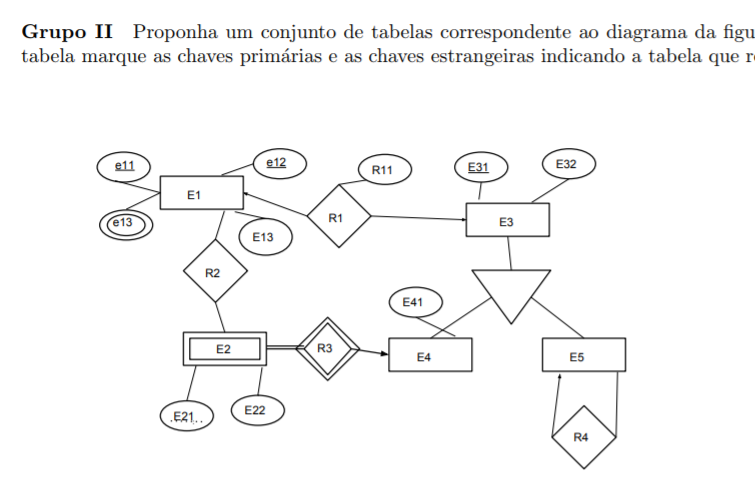 Grupo II Proponha um conjunto de tabelas correspondente ao diagrama da
tabela marque as chaves primárias e as chaves estrangeiras indicando a tabela que
e11
e12
R11
E31
E32
E1
e13
E13
R1
E3
R2
E41
E2
R3
E4
E5
E21
E22
R4